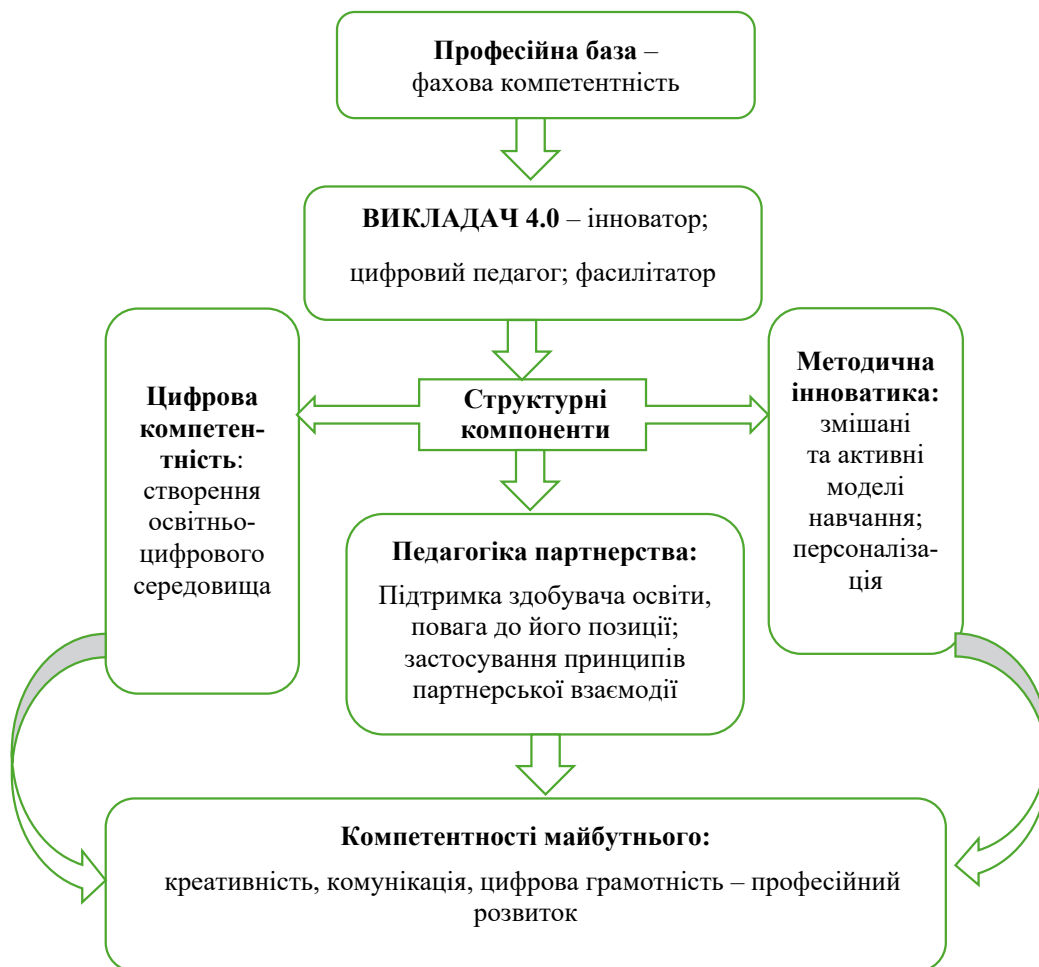 Професійна база –
фахова компетентність
ВИКЛАДАЧ 4.0 – інноватор;
цифровий педагог; фасилітатор
Структурні
компоненти
Цифрова
компетен-
тність:
створення
освітньо-
цифрового
середовища
Педагогіка партнерства:
Підтримка здобувача освіти,
повага до його позиції;
застосування принципів
партнерської взаємодії
Методична
інноватика:
змішані
та активні
моделі
навчання;
персоналіза-
ція
Компетентності майбутнього:
креативність, комунікація, цифрова грамотність – професійний
розвиток